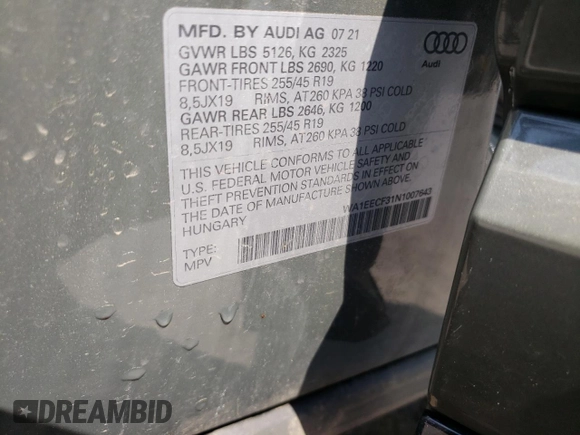 MFD. BY AUDI AG 07 21
GVWR LBS 5126, KG 2325
GAWR FRONT LBS 2690, KG 1220
FRONT-TIRES 255/45 R19
8,5JX19 RIMS, AT260 KPA 38 PSI COLD
GAWR REAR LBS 2646, KG 1200
REAR-TIRES 255/45 R19
8,5JX19 RIMS, AT260 KPA 38 PSI COLD
Audi
THIS VEHICLE CONFORMS TO ALL APPLICABLE
U.S. FEDERAL MOTOR VEHICLE SAFETY AND
THEFT PREVENTION STANDARDS IN EFFECT ON
THE DATE OF MANUFACTURE SHOWN ABOVE.
HUNGARY
WA1EECF31N1007643
TYPE:
MPV
DREAMBID